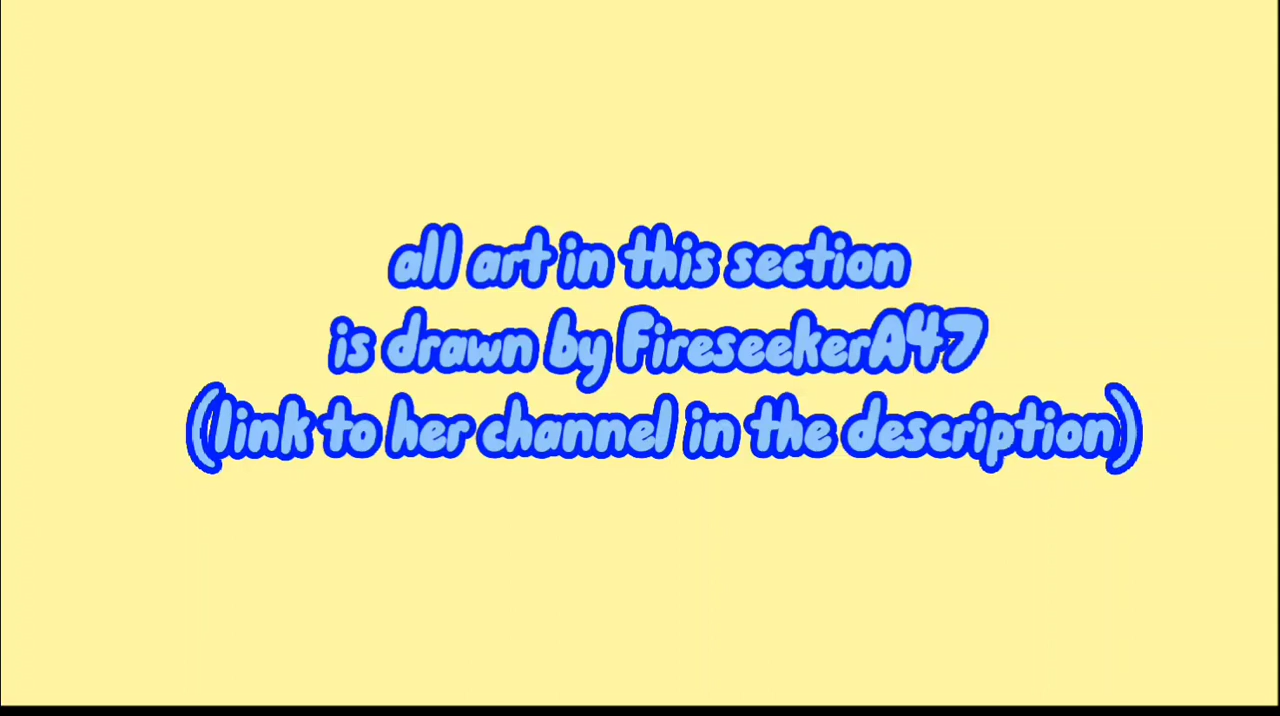 all art in this section
is drawn by FireseekerA47
(link to her channel in the description)